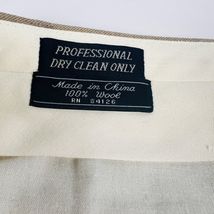 PROFESSIONAL
DRY CLEAN ONLY
Made in China
100% Wool
RN 54126